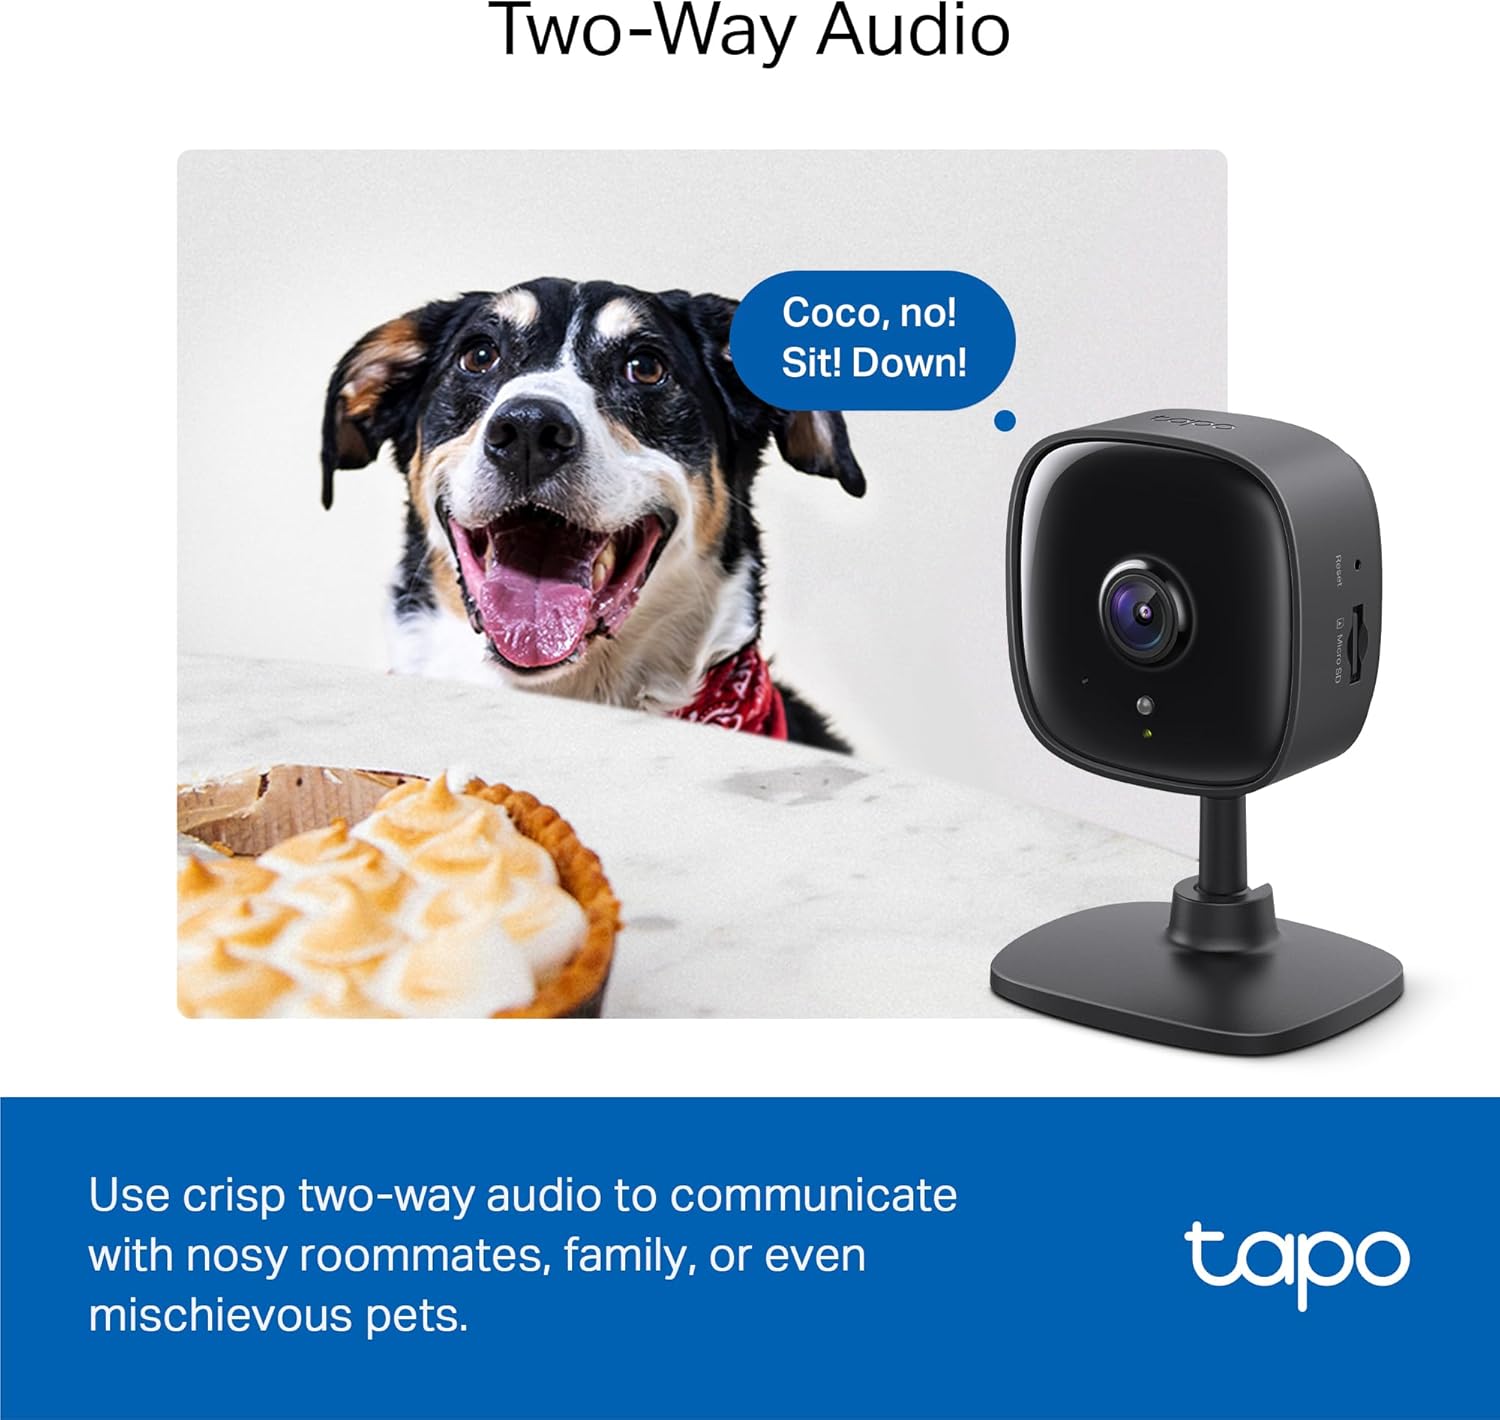 Two-Way Audio
Coco, no!
Sit! Down!
tapo
Reset
Micro SD
Use crisp two-way audio to communicate
with nosy roommates, family, or even
mischievous pets.
tapo